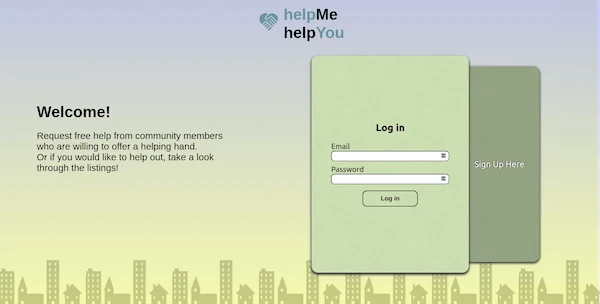 helpMe
helpYou
Welcome!
Request free help from community members
who are willing to offer a helping hand.
Or if you would like to help out, take a look
through the listings!
Log in
Email
Password
Log in
Sign Up Here